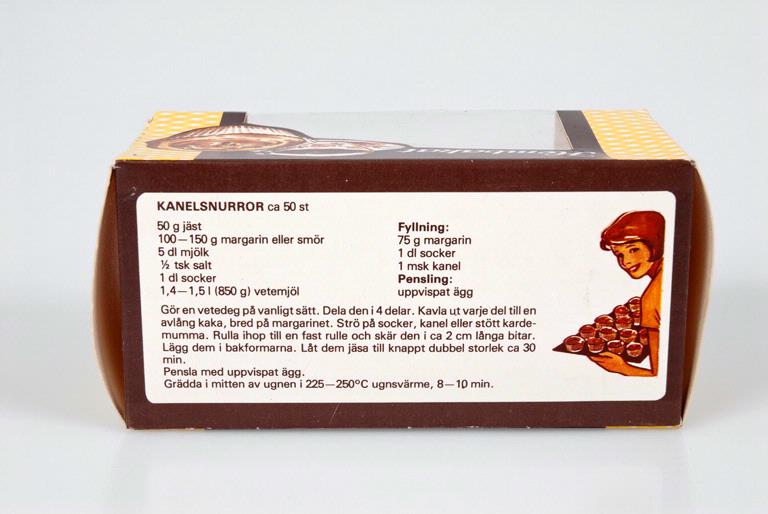 Hembakat
KANELSNURROR ca 50 st
50 g jäst
100—150 g margarin eller smör
5 dl mjölk
½ tsk salt
1 dl socker
1,4—1,5 l (850 g) vetemjöl
Fyllning:
75 g margarin
1 dl socker
1 msk kanel
Pensling:
uppvispat ägg
Gör en vetedeg på vanligt sätt. Dela den i 4 delar. Kavla ut varje del till en
avlång kaka, bred på margarinet. Strö på socker, kanel eller stött karde-
mumma. Rulla ihop till en fast rulle och skär den i ca 2 cm långa bitar.
Lägg dem i bakformarna. Låt dem jäsa till knappt dubbel storlek ca 30
min.
Pensla med uppvispat ägg.
Grädda i mitten av ugnen i 225—250°C ugnsvärme, 8—10 min.